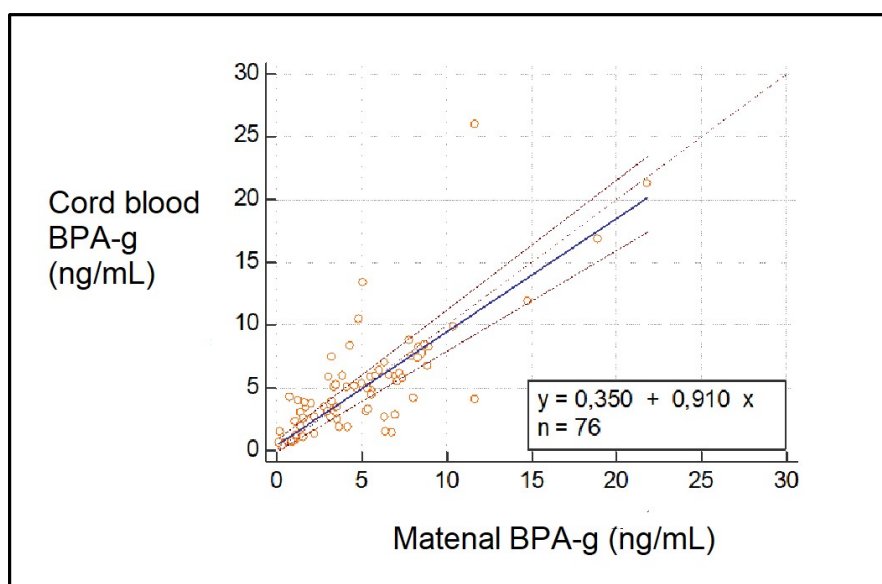 30
25
20
15
10
5
0
Cord blood
BPA-g
(ng/mL)
y = 0,350 + 0,910 x
n = 76
0 5 10 15 20 25 30
Matenal BPA-g (ng/mL)